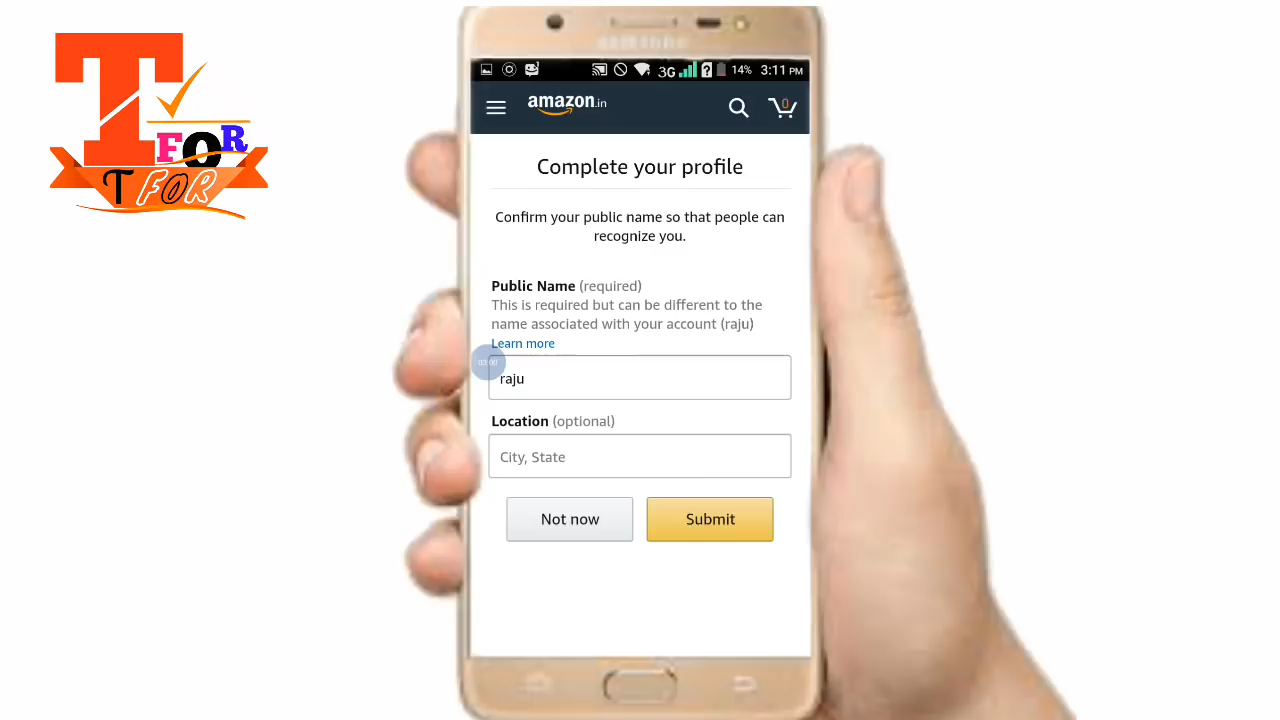 T
FOR
T FOR
SAMSUNG
3G 14% 3:11 PM
amazon.in
0
Complete your profile
Confirm your public name so that people can
recognize you.
Public Name (required)
This is required but can be different to the
name associated with your account (raju)
Learn more
03:00
raju
Location (optional)
City, State
Not now
Submit